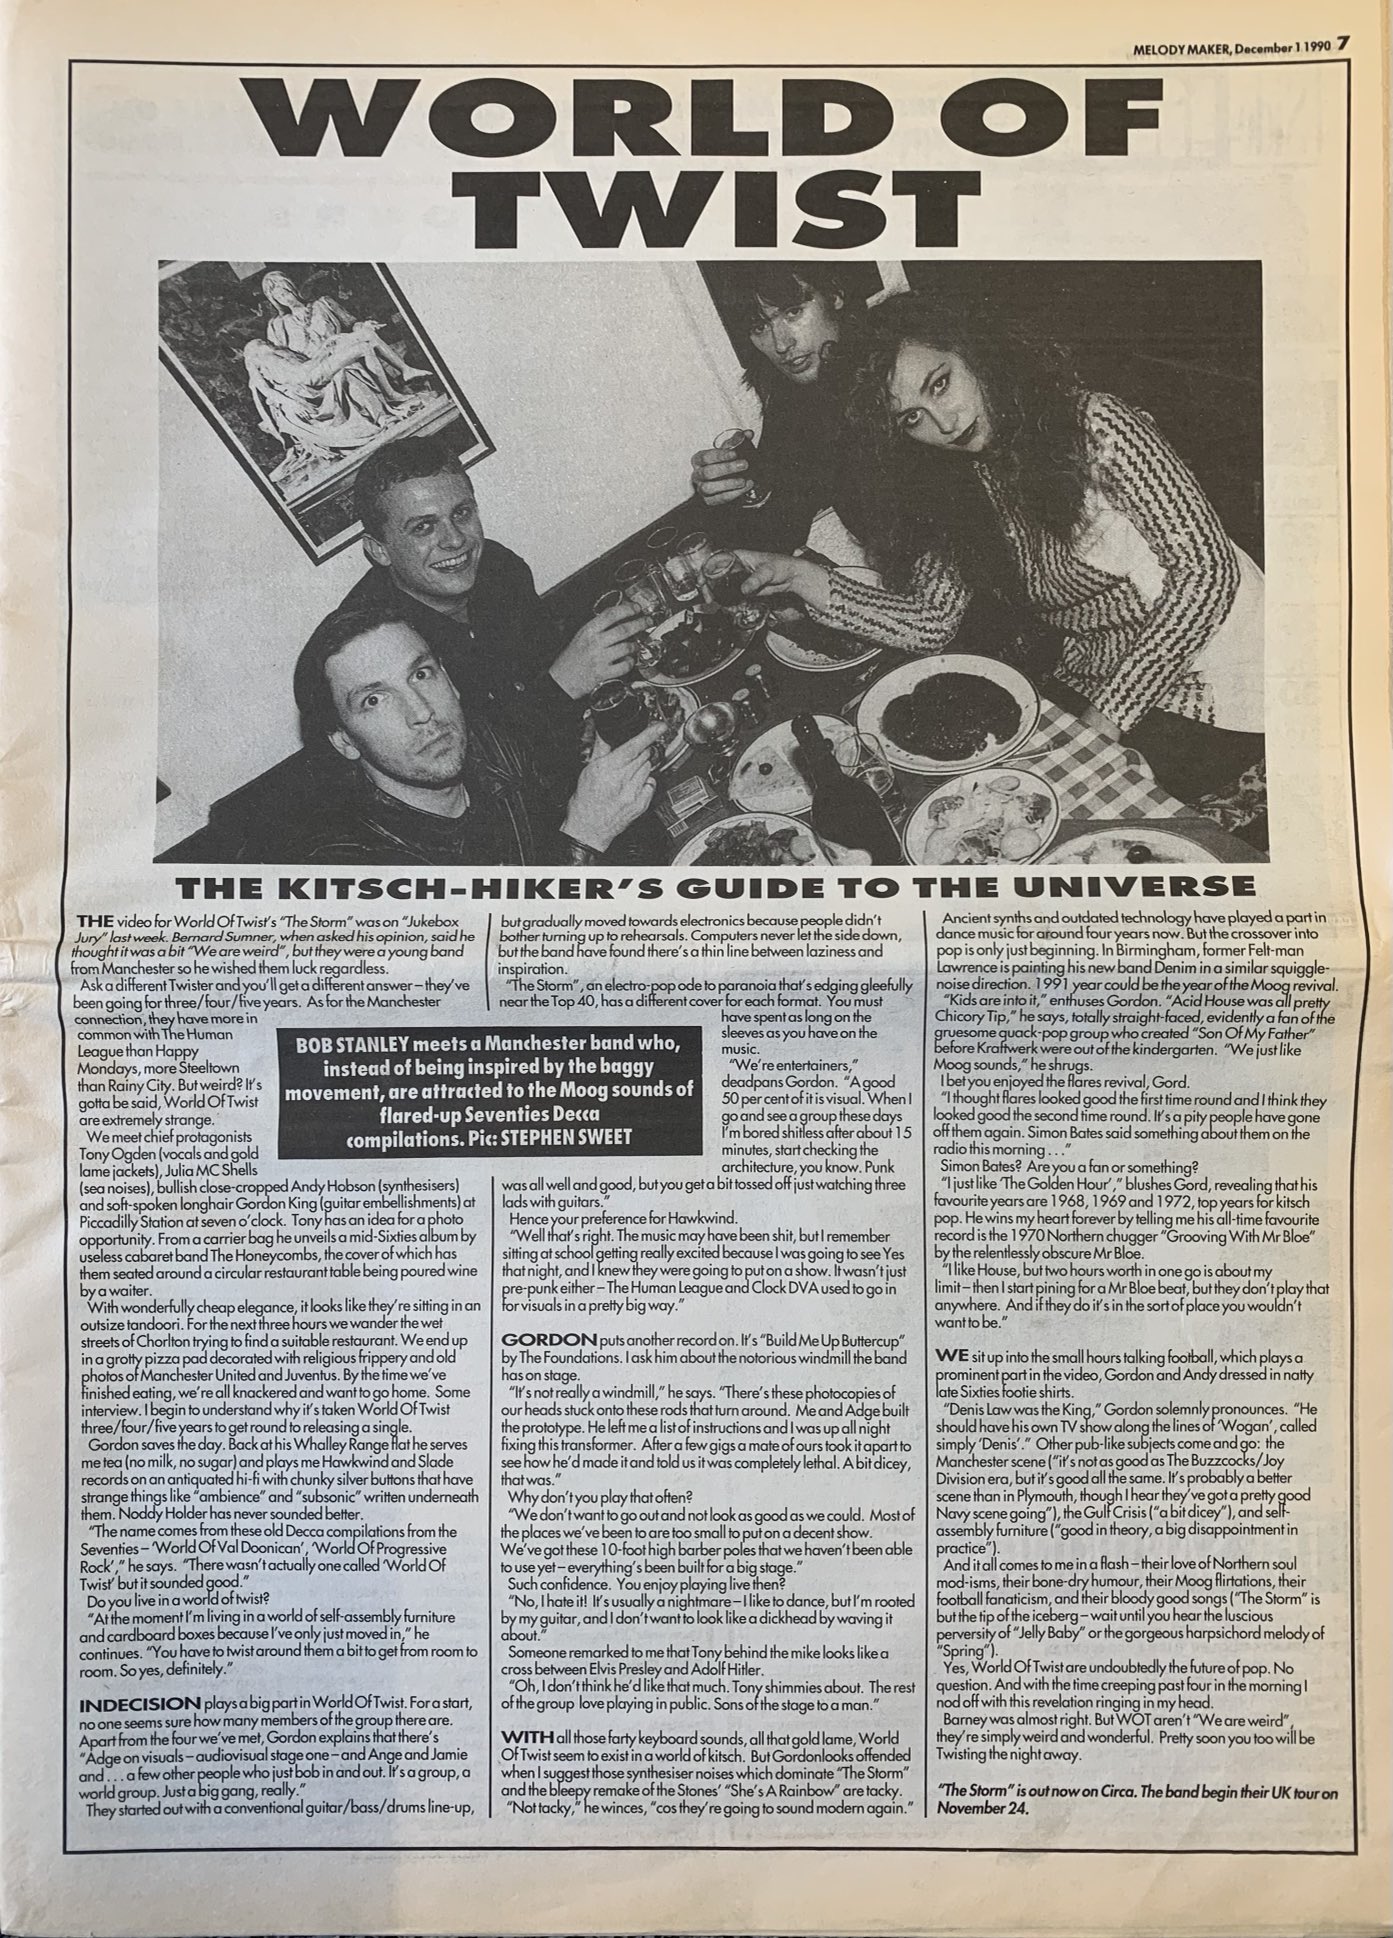 MELODY MAKER, December 1 1990 7
WORLD OF
TWIST
THE KITSCH-HIKER'S GUIDE TO THE UNIVERSE
THE video for World Of Twist's "The Storm" was on "Jukebox
Jury" last week. Bernard Sumner, when asked his opinion, said he
thought it was a bit "We are weird", but they were a young band
from Manchester so he wished them luck regardless.
Ask a different Twister and you'll get a different answer – they've
been going for three/four/five years. As for the Manchester
connection, they have more in
common with The Human
League than Happy
Mondays, more Steeltown
than Rainy City. But weird? It's
gotta be said, World Of Twist
are extremely strange.
We meet chief protagonists
Tony Ogden (vocals and gold
lame jackets), Julia MC Shells
(sea noises), bullish close-cropped Andy Hobson (synthesisers)
and soft-spoken longhair Gordon King (guitar embellishments) at
Piccadilly Station at seven o'clock. Tony has an idea for a photo
opportunity. From a carrier bag he unveils a mid-Sixties album by
useless cabaret band The Honeycombs, the cover of which has
them seated around a circular restaurant table being poured wine
by a waiter.
With wonderfully cheap elegance, it looks like they're sitting in an
outsize tandoori. For the next three hours we wander the wet
streets of Chorlton trying to find a suitable restaurant. We end up
in a grotty pizza pad decorated with religious frippery and old
photos of Manchester United and Juventus. By the time we've
finished eating, we're all knackered and want to go home. Some
interview. I begin to understand why it's taken World Of Twist
three/four/five years to get round to releasing a single.
Gordon saves the day. Back at his Whalley Range flat he serves
me tea (no milk, no sugar) and plays me Hawkwind and Slade
records on an antiquated hi-fi with chunky silver buttons that have
strange things like "ambience" and "subsonic" written underneath
them. Noddy Holder has never sounded better.
"The name comes from these old Decca compilations from the
Seventies – 'World Of Val Doonican', 'World Of Progressive
Rock'," he says. "There wasn't actually one called 'World Of
Twist' but it sounded good."
Do you live in a world of twist?
"At the moment I'm living in a world of self-assembly furniture
and cardboard boxes because I've only just moved in," he
continues. "You have to twist around them a bit to get from room to
room. So yes, definitely."
INDECISION plays a big part in World Of Twist. For a start,
no one seems sure how many members of the group there are.
Apart from the four we've met, Gordon explains that there's
"Adge on visuals – audiovisual stage one – and Ange and Jamie
and . . . a few other people who just bob in and out. It's a group, a
world group. Just a big gang, really."
They started out with a conventional guitar/bass/drums line-up,
BOB STANLEY meets a Manchester band who,
instead of being inspired by the baggy
movement, are attracted to the Moog sounds of
flared-up Seventies Decca
compilations. Pic: STEPHEN SWEET
but gradually moved towards electronics because people didn't
bother turning up to rehearsals. Computers never let the side down,
but the band have found there's a thin line between laziness and
inspiration.
"The Storm", an electro-pop ode to paranoia that's edging gleefully
near the Top 40, has a different cover for each format. You must
have spent as long on the
sleeves as you have on the
music.
"We're entertainers,"
deadpans Gordon. "A good
50 per cent of it is visual. When I
go and see a group these days
I'm bored shitless after about 15
minutes, start checking the
architecture, you know. Punk
was all well and good, but you get a bit tossed off just watching three
lads with guitars."
Hence your preference for Hawkwind.
"Well that's right. The music may have been shit, but I remember
sitting at school getting really excited because I was going to see Yes
that night, and I knew they were going to put on a show. It wasn't just
pre-punk either – The Human League and Clock DVA used to go in
for visuals in a pretty big way."
GORDON puts another record on. It's "Build Me Up Buttercup"
by The Foundations. I ask him about the notorious windmill the band
has on stage.
"It's not really a windmill," he says. "There's these photocopies of
our heads stuck onto these rods that turn around. Me and Adge built
the prototype. He left me a list of instructions and I was up all night
fixing this transformer. After a few gigs a mate of ours took it apart to
see how he'd made it and told us it was completely lethal. A bit dicey,
that was."
Why don't you play that often?
"We don't want to go out and not look as good as we could. Most of
the places we've been to are too small to put on a decent show.
We've got these 10-foot high barber poles that we haven't been able
to use yet – everything's been built for a big stage."
Such confidence. You enjoy playing live then?
"No, I hate it! It's usually a nightmare – I like to dance, but I'm rooted
by my guitar, and I don't want to look like a dickhead by waving it
about."
Someone remarked to me that Tony behind the mike looks like a
cross between Elvis Presley and Adolf Hitler.
"Oh, I don't think he'd like that much. Tony shimmies about. The rest
of the group love playing in public. Sons of the stage to a man."
WITH all those farty keyboard sounds, all that gold lame, World
Of Twist seem to exist in a world of kitsch. But Gordonlooks offended
when I suggest those synthesiser noises which dominate "The Storm"
and the bleepy remake of the Stones' "She's A Rainbow" are tacky.
"Not tacky," he winces, "cos they're going to sound modern again."
Ancient synths and outdated technology have played a part in
dance music for around four years now. But the crossover into
pop is only just beginning. In Birmingham, former Felt-man
Lawrence is painting his new band Denim in a similar squiggle-
noise direction. 1991 year could be the year of the Moog revival.
"Kids are into it," enthuses Gordon. "Acid House was all pretty
Chicory Tip," he says, totally straight-faced, evidently a fan of the
gruesome quack-pop group who created "Son Of My Father"
before Kraftwerk were out of the kindergarten. "We just like
Moog sounds," he shrugs.
I bet you enjoyed the flares revival, Gord.
"I thought flares looked good the first time round and I think they
looked good the second time round. It's a pity people have gone
off them again. Simon Bates said something about them on the
radio this morning . . ."
Simon Bates? Are you a fan or something?
"I just like 'The Golden Hour'," blushes Gord, revealing that his
favourite years are 1968, 1969 and 1972, top years for kitsch
pop. He wins my heart forever by telling me his all-time favourite
record is the 1970 Northern chugger "Grooving With Mr Bloe"
by the relentlessly obscure Mr Bloe.
"I like House, but two hours worth in one go is about my
limit – then I start pining for a Mr Bloe beat, but they don't play that
anywhere. And if they do it's in the sort of place you wouldn't
want to be."
WE sit up into the small hours talking football, which plays a
prominent part in the video, Gordon and Andy dressed in natty
late Sixties footie shirts.
"Denis Law was the King," Gordon solemnly pronounces. "He
should have his own TV show along the lines of 'Wogan', called
simply 'Denis'." Other pub-like subjects come and go: the
Manchester scene ("it's not as good as The Buzzcocks/Joy
Division era, but it's good all the same. It's probably a better
scene than in Plymouth, though I hear they've got a pretty good
Navy scene going"), the Gulf Crisis ("a bit dicey"), and self-
assembly furniture ("good in theory, a big disappointment in
practice").
And it all comes to me in a flash – their love of Northern soul
mod-isms, their bone-dry humour, their Moog flirtations, their
football fanaticism, and their bloody good songs ("The Storm" is
but the tip of the iceberg – wait until you hear the luscious
perversity of "Jelly Baby" or the gorgeous harpsichord melody of
"Spring").
Yes, World Of Twist are undoubtedly the future of pop. No
question. And with the time creeping past four in the morning I
nod off with this revelation ringing in my head.
Barney was almost right. But WOT aren't "We are weird",
they're simply weird and wonderful. Pretty soon you too will be
Twisting the night away.
"The Storm" is out now on Circa. The band begin their UK tour on
November 24.